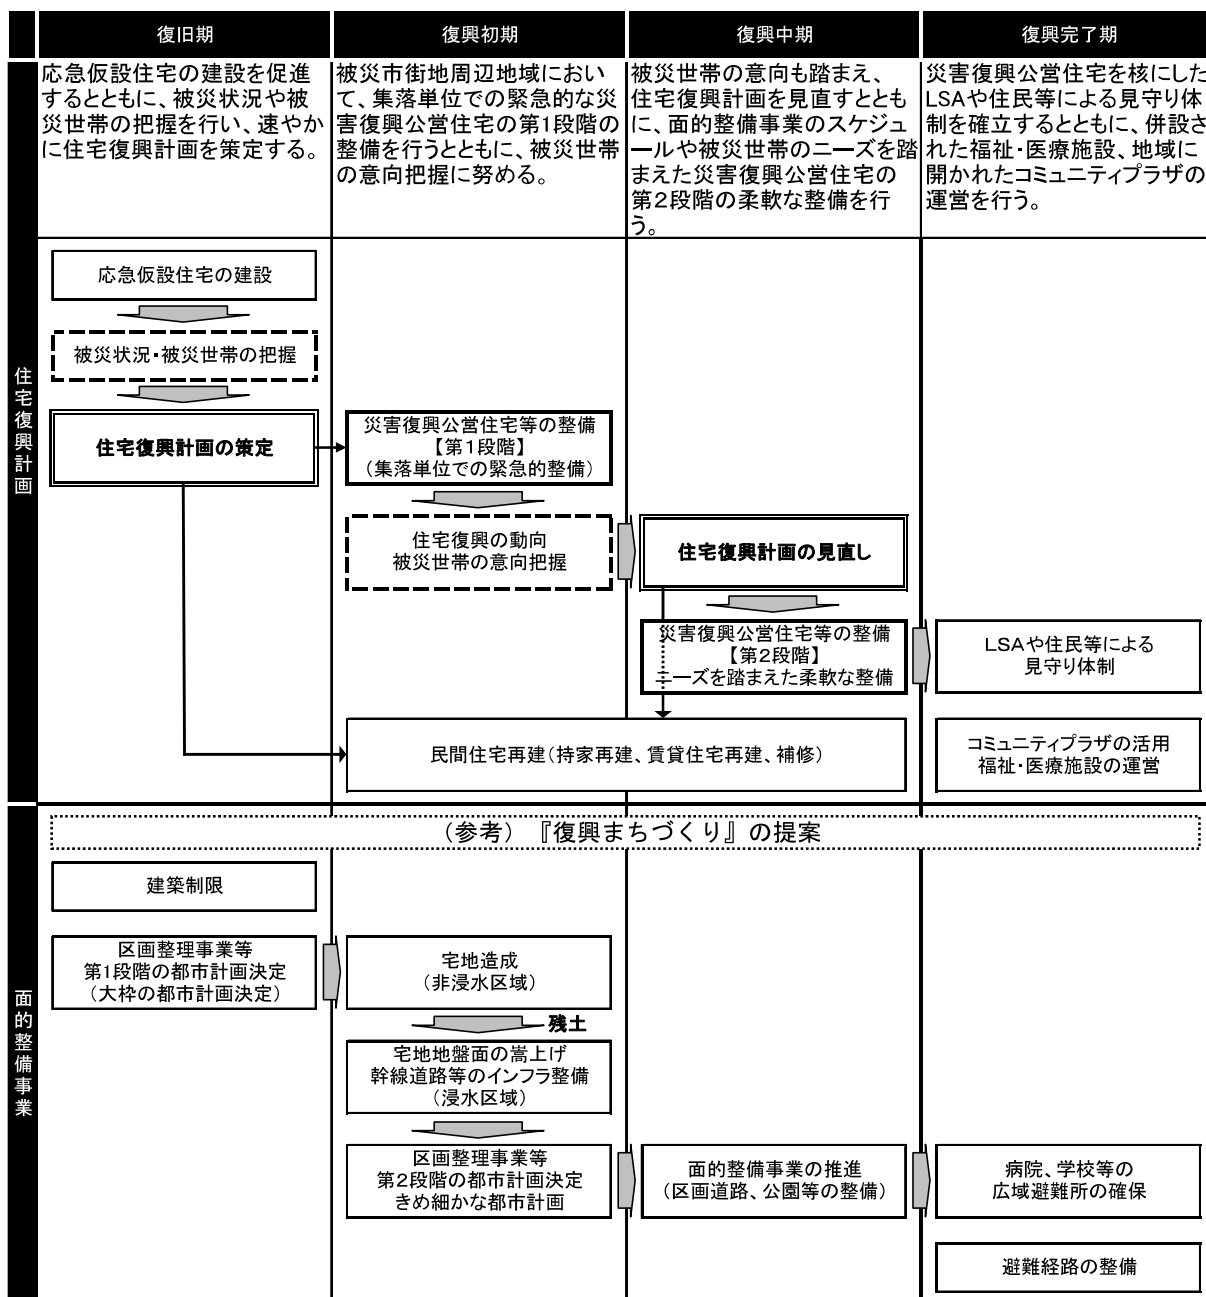 復旧期
復興初期
復興中期
復興完了期
応急仮設住宅の建設を促進
するとともに、被災状況や被
災世帯の把握を行い、速やか
に住宅復興計画を策定する。
被災市街地周辺地域におい
て、集落単位での緊急的な災
害復興公営住宅の第1段階の
整備を行うとともに、被災世帯
の意向把握に努める。
被災世帯の意向も踏まえ、
住宅復興計画を見直すととも
に、面的整備事業のスケジュ
ールや被災世帯のニーズを踏
まえた災害復興公営住宅の
第2段階の柔軟な整備を行
う。
災害復興公営住宅を核にした
LSAや住民等による見守り体
制を確立するとともに、併設さ
れた福祉・医療施設、地域に
開かれたコミュニティプラザの
運営を行う。
住宅復興計画
応急仮設住宅の建設
被災状況・被災世帯の把握
住宅復興計画の策定
災害復興公営住宅等の整備
【第1段階】
(集落単位での緊急的整備)
住宅復興の動向
被災世帯の意向把握
住宅復興計画の見直し
災害復興公営住宅等の整備
【第2段階】
ニーズを踏まえた柔軟な整備
LSAや住民等による
見守り体制
民間住宅再建(持家再建、賃貸住宅再建、補修)
コミュニティプラザの活用
福祉・医療施設の運営
面的整備事業
(参考) 『復興まちづくり』の提案
建築制限
区画整理事業等
第1段階の都市計画決定
(大枠の都市計画決定)
宅地造成
(非浸水区域)
残土
宅地地盤面の嵩上げ
幹線道路等のインフラ整備
(浸水区域)
区画整理事業等
第2段階の都市計画決定
きめ細かな都市計画
面的整備事業の推進
(区画道路、公園等の整備)
病院、学校等の
広域避難所の確保
避難経路の整備